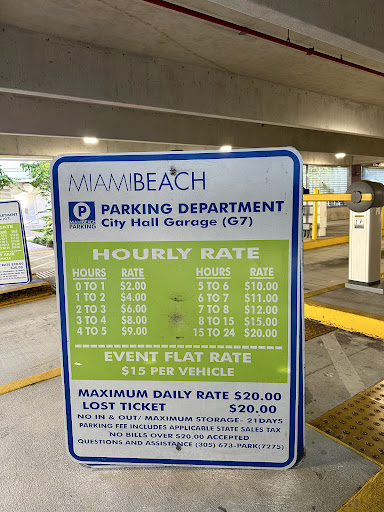 MIAMIBEACH
P
PARKING
PARKING DEPARTMENT
City Hall Garage (G7)
HOURLY RATE
HOURS RATE HOURS RATE
0 TO 1 $2.00 5 TO 6 $10.00
1 TO 2 $4.00 6 TO 7 $11.00
2 TO 3 $6.00 7 TO 8 $12.00
3 TO 4 $8.00 8 TO 15 $15.00
4 TO 5 $9.00 15 TO 24 $20.00
EVENT FLAT RATE
$15 PER VEHICLE
MAXIMUM DAILY RATE $20.00
LOST TICKET $20.00
NO IN & OUT/ MAXIMUM STORAGE- 21DAYS
PARKING FEE INCLUDES APPLICABLE STATE SALES TAX
NO BILLS OVER $20.00 ACCEPTED
QUESTIONS AND ASSISTANCE (305) 673-PARK(7275)